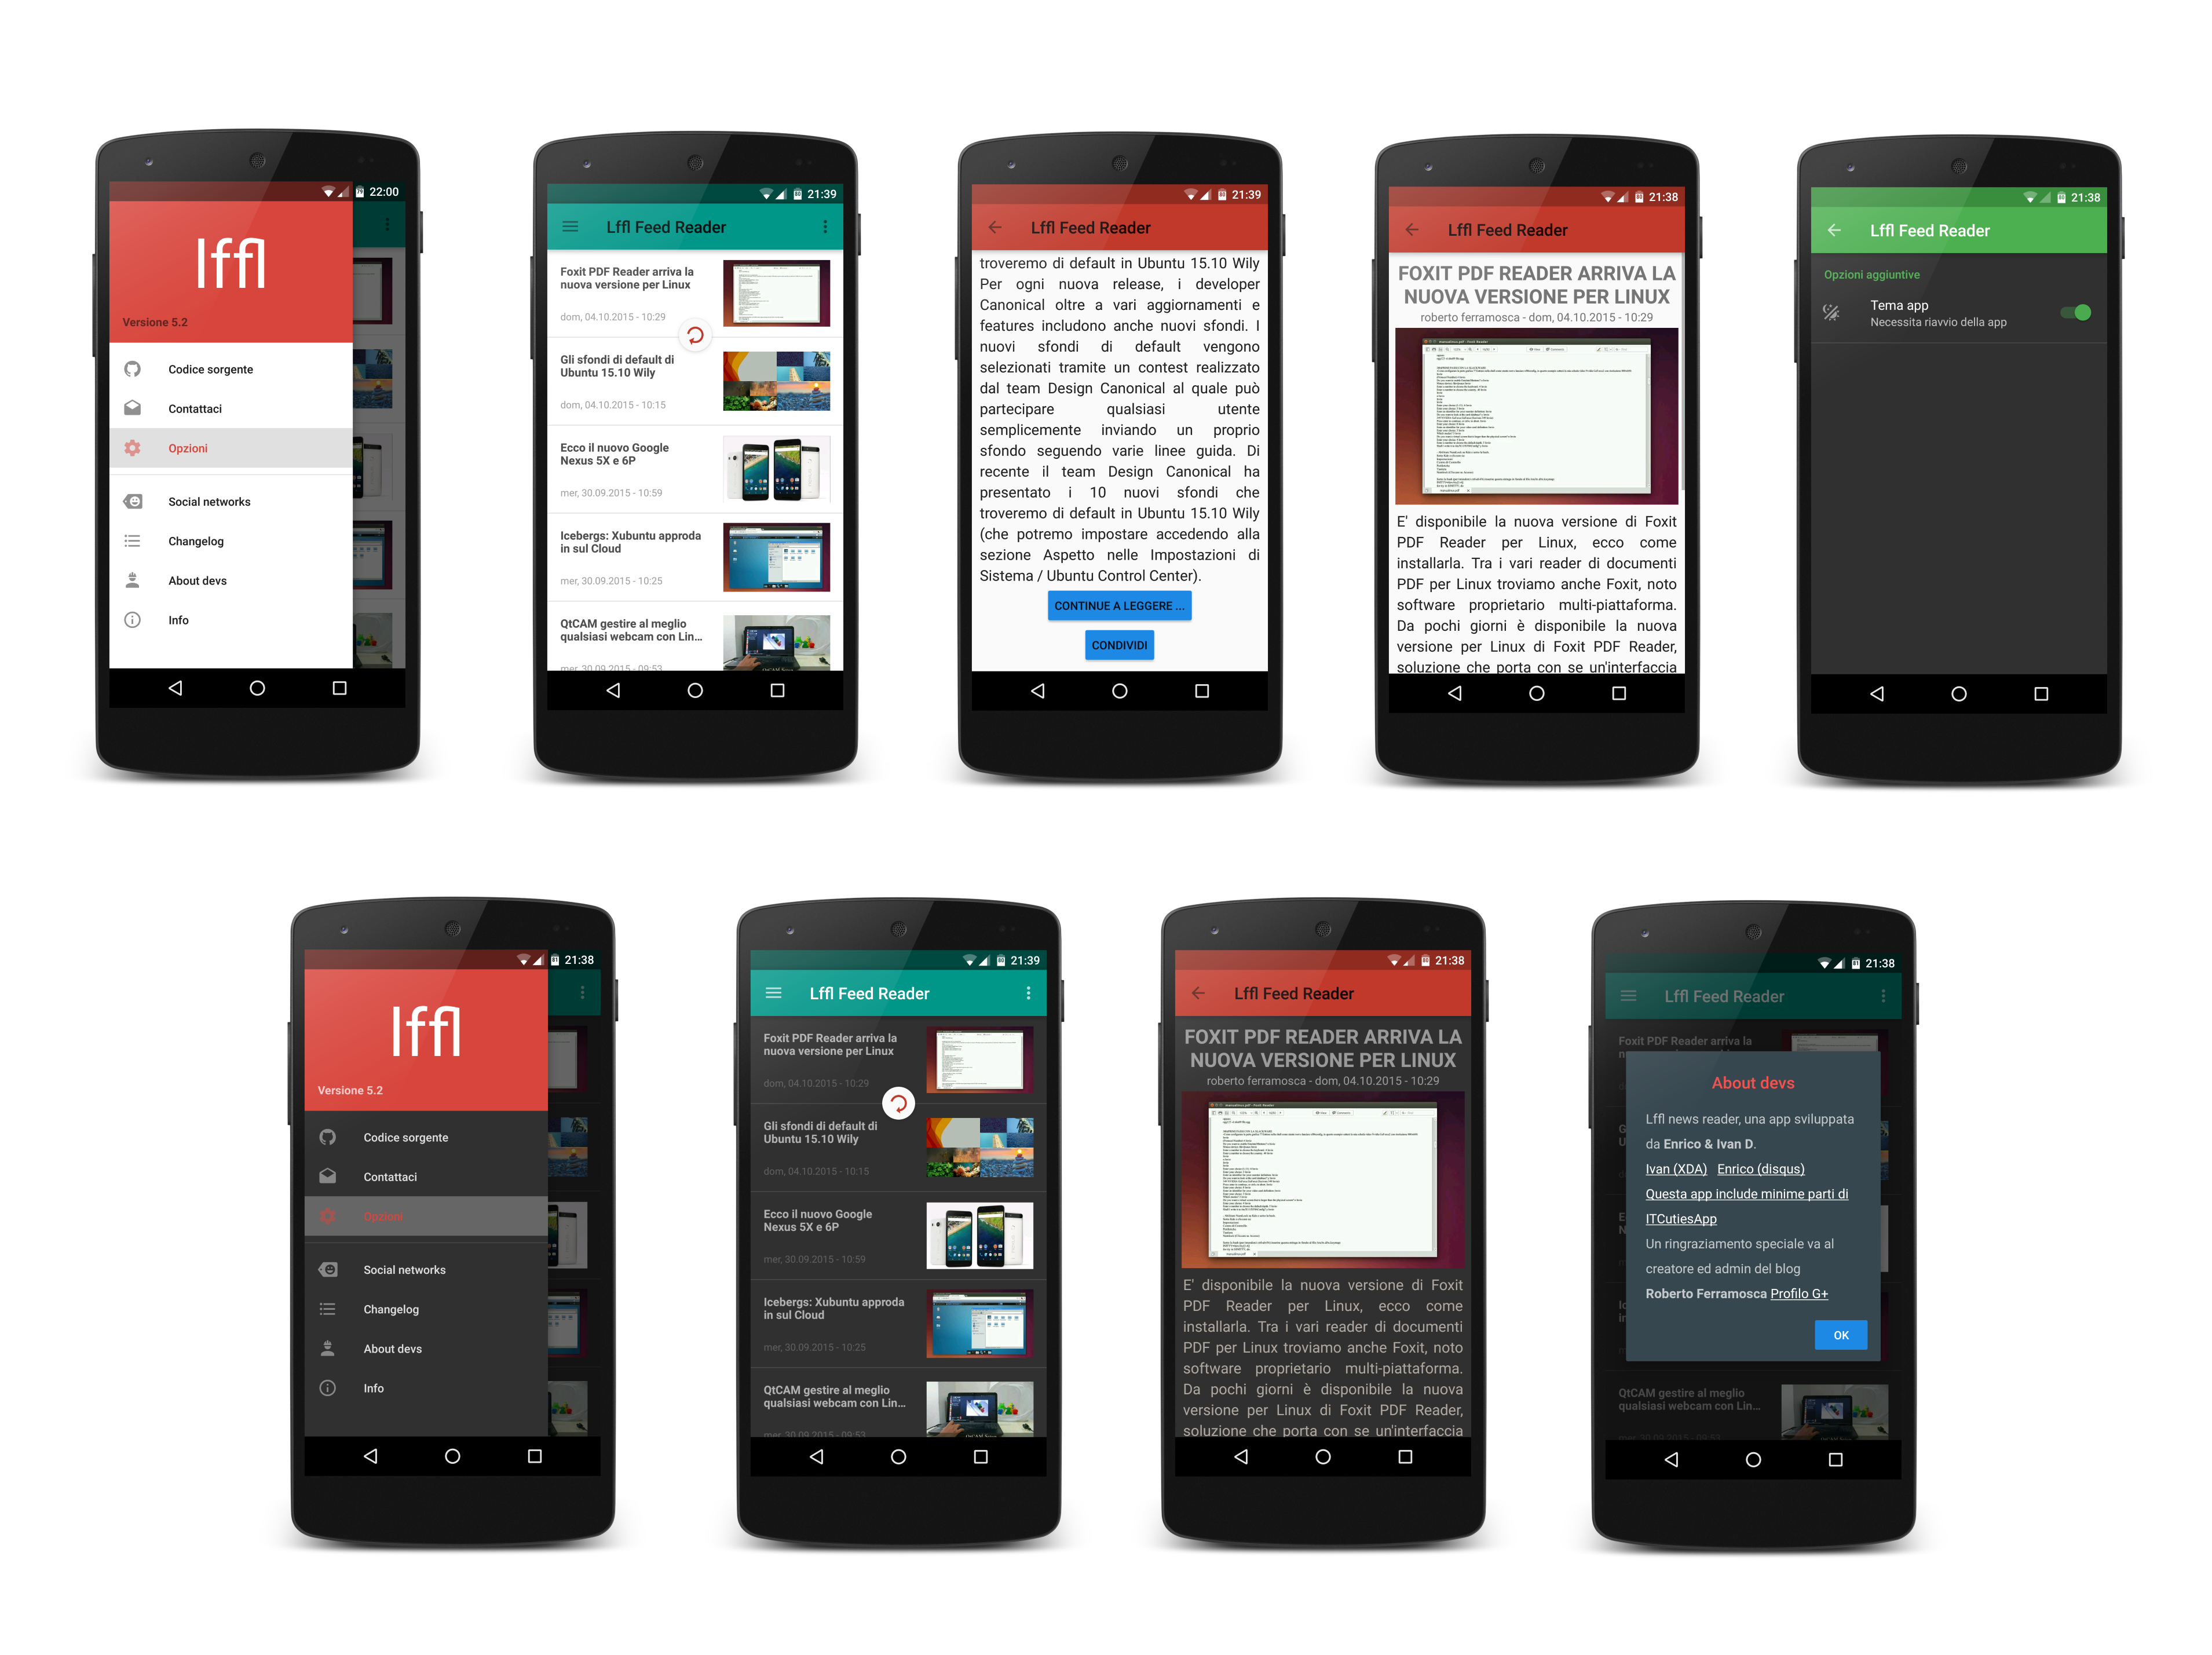 22:00
lffl
Versione 5.2
Codice sorgente
Contattaci
Opzioni
Social networks
Changelog
About devs
Info
21:39
Lffl Feed Reader
Foxit PDF Reader arriva la
nuova versione per Linux
dom, 04.10.2015 - 10:29
Gli sfondi di default di
Ubuntu 15.10 Wily
dom, 04.10.2015 - 10:15
Ecco il nuovo Google
Nexus 5X e 6P
mer, 30.09.2015 - 10:59
Icebergs: Xubuntu approda
in sul Cloud
mer, 30.09.2015 - 10:25
QtCAM gestire al meglio
qualsiasi webcam con Lin...
mer, 30.09.2015 - 09:53
21:39
Lffl Feed Reader
troveremo di default in Ubuntu 15.10 Wily
Per ogni nuova release, i developer
Canonical oltre a vari aggiornamenti e
features includono anche nuovi sfondi. I
nuovi sfondi di default vengono
selezionati tramite un contest realizzato
dal team Design Canonical al quale può
partecipare qualsiasi utente
semplicemente inviando un proprio
sfondo seguendo varie linee guida. Di
recente il team Design Canonical ha
presentato i 10 nuovi sfondi che
troveremo di default in Ubuntu 15.10 Wily
(che potremo impostare accedendo alla
sezione Aspetto nelle Impostazioni di
Sistema / Ubuntu Control Center).
CONTINUE A LEGGERE ...
CONDIVIDI
21:38
Lffl Feed Reader
FOXIT PDF READER ARRIVA LA
NUOVA VERSIONE PER LINUX
roberto ferramosca - dom, 04.10.2015 - 10:29
E' disponibile la nuova versione di Foxit
PDF Reader per Linux, ecco come
installarla. Tra i vari reader di documenti
PDF per Linux troviamo anche Foxit, noto
software proprietario multi-piattaforma.
Da pochi giorni è disponibile la nuova
versione per Linux di Foxit PDF Reader,
soluzione che porta con se un'interfaccia
21:38
Lffl Feed Reader
Opzioni aggiuntive
Tema app
Necessita riavvio della app
21:38
lffl
Versione 5.2
Codice sorgente
Contattaci
Opzioni
Social networks
Changelog
About devs
Info
21:39
Lffl Feed Reader
Foxit PDF Reader arriva la
nuova versione per Linux
dom, 04.10.2015 - 10:29
Gli sfondi di default di
Ubuntu 15.10 Wily
dom, 04.10.2015 - 10:15
Ecco il nuovo Google
Nexus 5X e 6P
mer, 30.09.2015 - 10:59
Icebergs: Xubuntu approda
in sul Cloud
mer, 30.09.2015 - 10:25
QtCAM gestire al meglio
qualsiasi webcam con Lin...
mer, 30.09.2015 - 09:53
21:38
Lffl Feed Reader
FOXIT PDF READER ARRIVA LA
NUOVA VERSIONE PER LINUX
roberto ferramosca - dom, 04.10.2015 - 10:29
E' disponibile la nuova versione di Foxit
PDF Reader per Linux, ecco come
installarla. Tra i vari reader di documenti
PDF per Linux troviamo anche Foxit, noto
software proprietario multi-piattaforma.
Da pochi giorni è disponibile la nuova
versione per Linux di Foxit PDF Reader,
soluzione che porta con se un'interfaccia
21:38
Lffl Feed Reader
Foxit PDF Reader arriva la
About devs
Lffl news reader, una app sviluppata
da Enrico & Ivan D.
Ivan (XDA) Enrico (disqus)
Questa app include minime parti di
ITCutiesApp
Un ringraziamento speciale va al
creatore ed admin del blog
Roberto Ferramosca Profilo G+
OK
QtCAM gestire al meglio
qualsiasi webcam con Lin...
mer, 30.09.2015 - 09:53